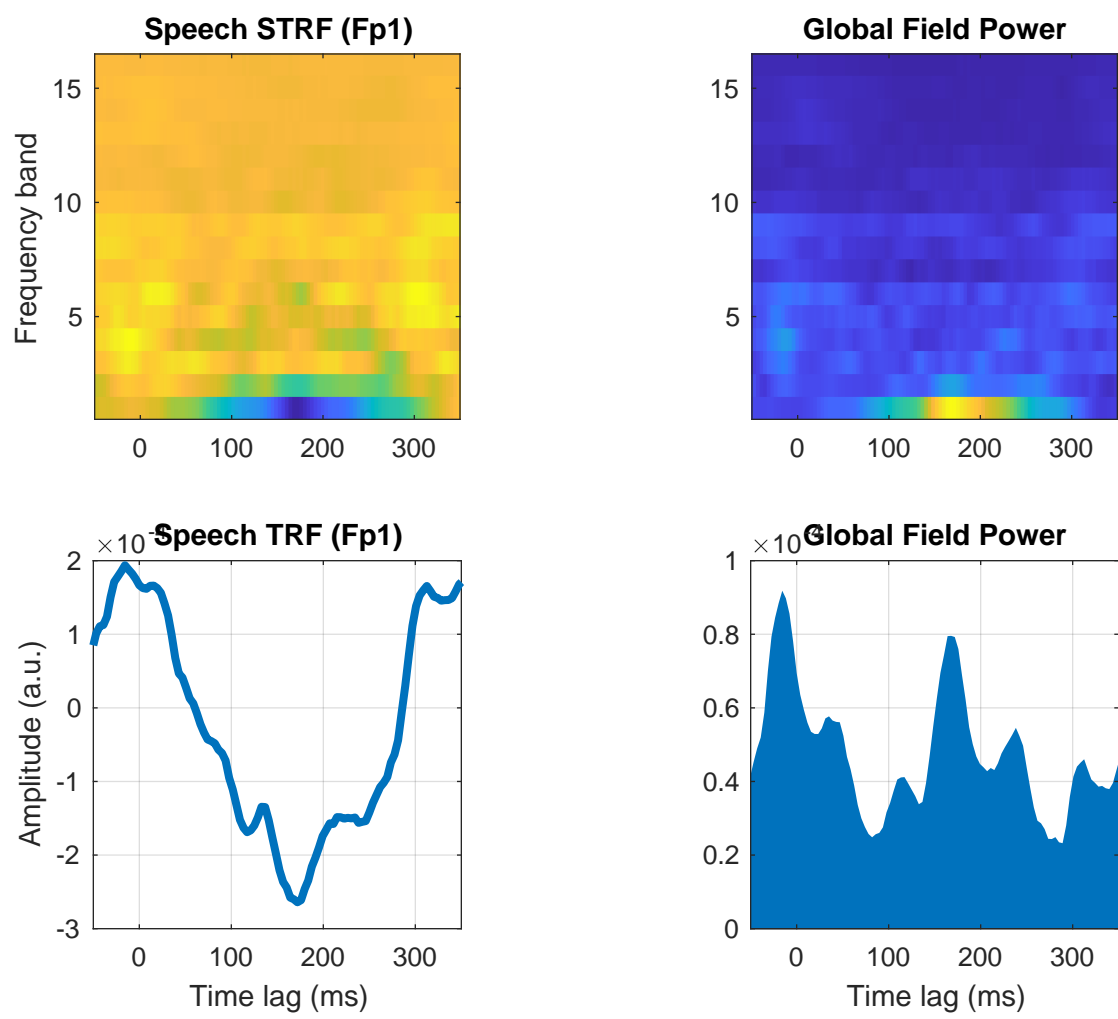 Speech STRF (Fp1)
Frequency band
15
10
5
0 100 200 300
Global Field Power
15
10
5
0 100 200 300
Speech TRF (Fp1)
×10
Amplitude (a.u.)
2
1
0
-1
-2
-3
0 100 200 300
Time lag (ms)
Global Field Power
×10
1
0.8
0.6
0.4
0.2
0
0 100 200 300
Time lag (ms)